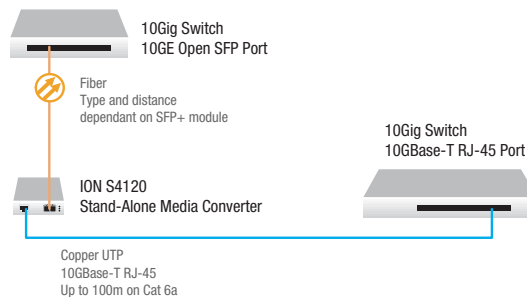 10Gig Switch
10GE Open SFP Port
Fiber
Type and distance
dependant on SFP+ module
10Gig Switch
10GBase-T RJ-45 Port
ION S4120
Stand-Alone Media Converter
Copper UTP
10GBase-T RJ-45
Up to 100m on Cat 6a